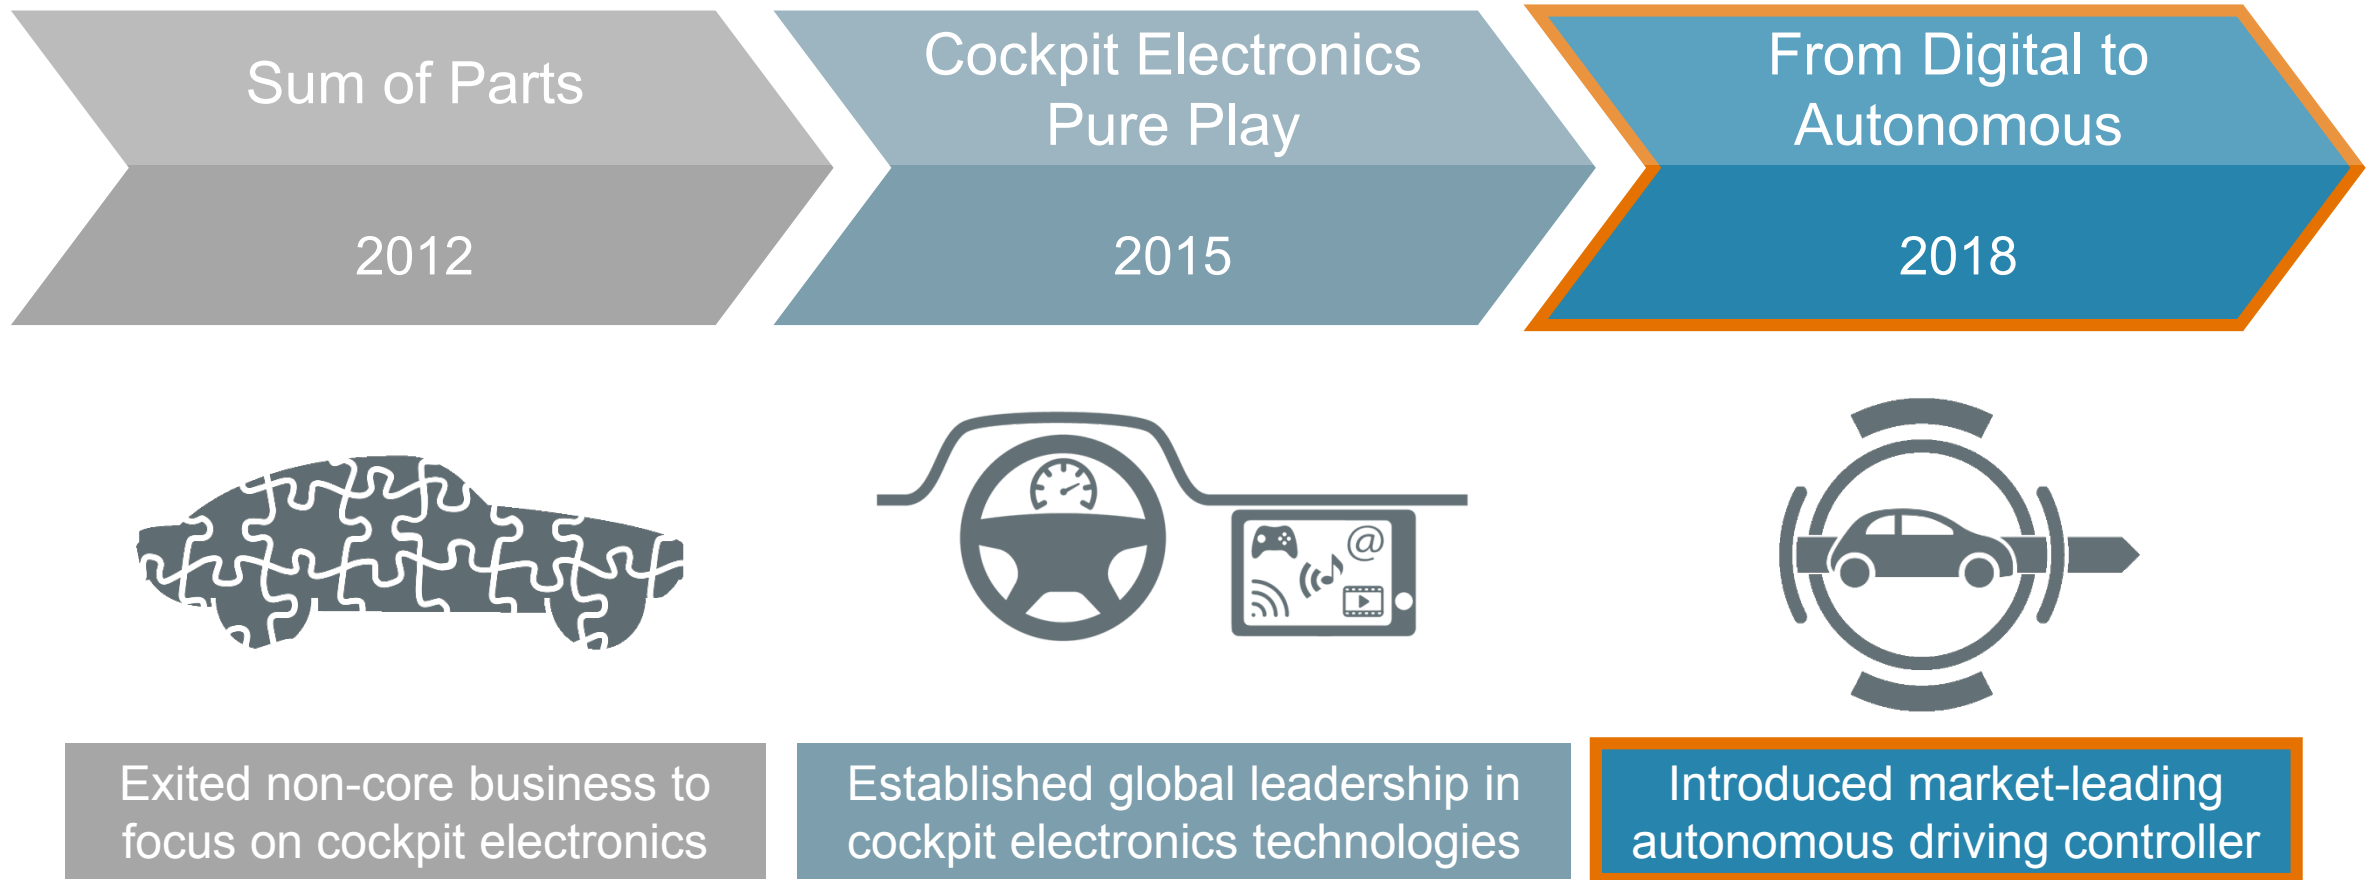 Sum of Parts
2012
Cockpit Electronics
Pure Play
2015
From Digital to
Autonomous
2018
@
Exited non-core business to
focus on cockpit electronics
Established global leadership in
cockpit electronics technologies
Introduced market-leading
autonomous driving controller